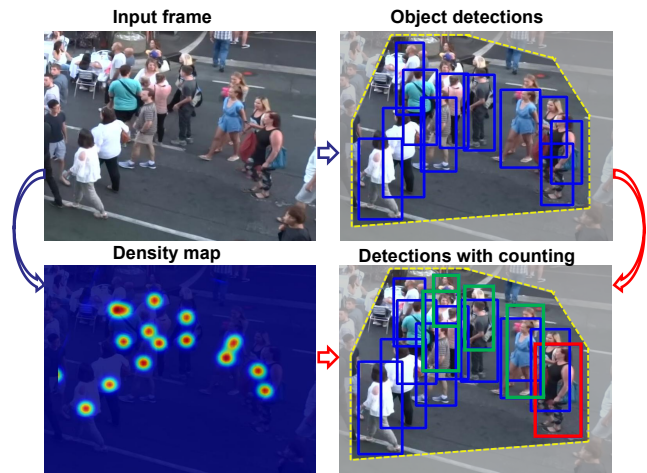 Input frame
Object detections
Density map
Detections with counting